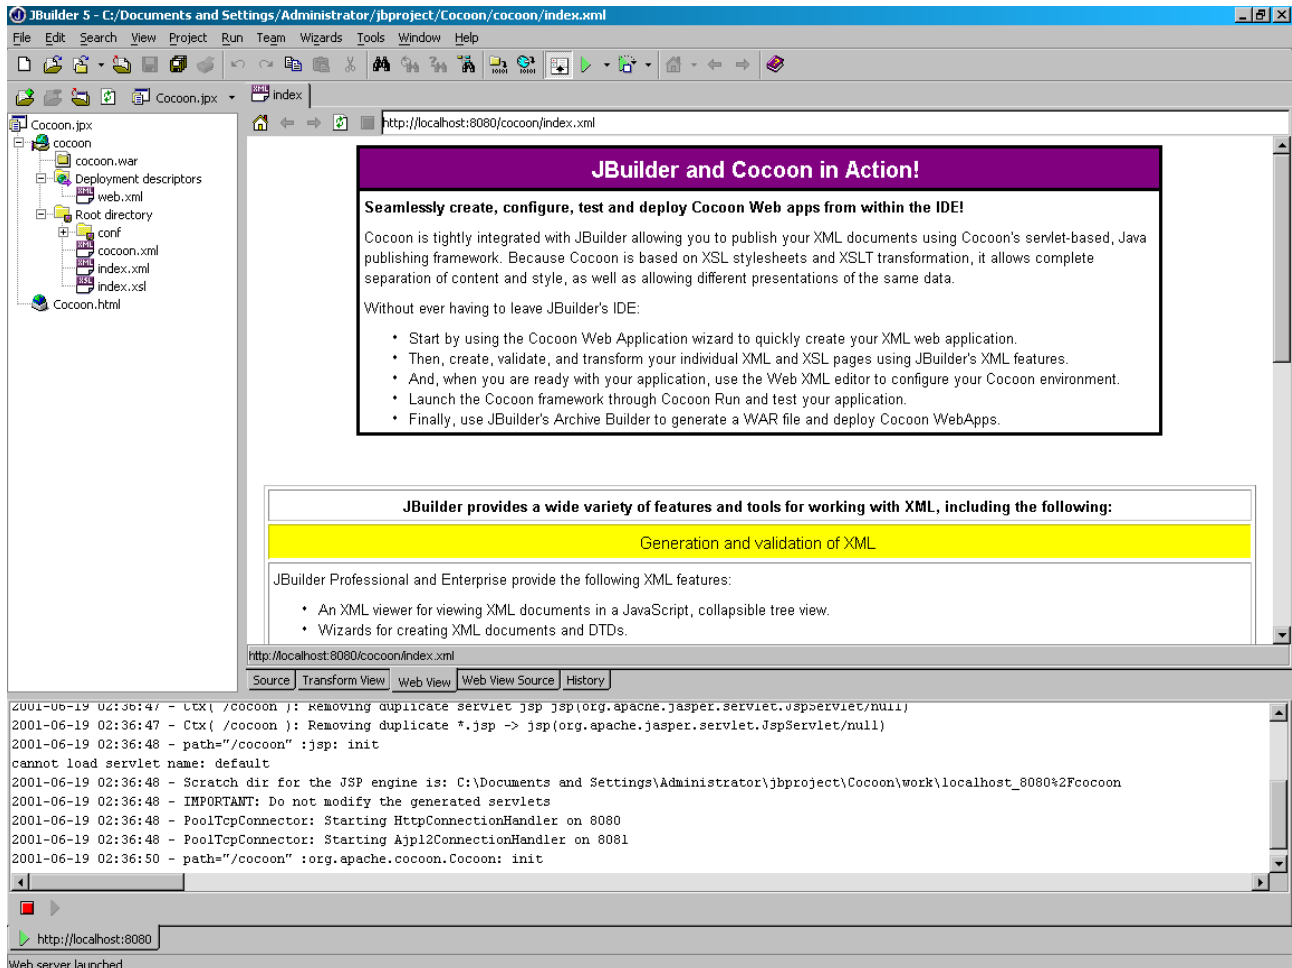 JBuilder 5 - C:/Documents and Settings/Administrator/jbproject/Cocoon/cocoon/index.xml
File Edit Search View Project Run Team Wizards Tools Window Help
Cocoon.jpx
index
Cocoon.jpx
cocoon
cocoon.war
Deployment descriptors
web.xml
Root directory
conf
cocoon.xml
index.xml
index.xsl
Cocoon.html
http://localhost:8080/cocoon/index.xml
JBuilder and Cocoon in Action!
Seamlessly create, configure, test and deploy Cocoon Web apps from within the IDE!
Cocoon is tightly integrated with JBuilder allowing you to publish your XML documents using Cocoon's servlet-based, Java
publishing framework. Because Cocoon is based on XSL stylesheets and XSLT transformation, it allows complete
separation of content and style, as well as allowing different presentations of the same data.
Without ever having to leave JBuilder's IDE:
• Start by using the Cocoon Web Application wizard to quickly create your XML web application.
• Then, create, validate, and transform your individual XML and XSL pages using JBuilder's XML features.
• And, when you are ready with your application, use the Web XML editor to configure your Cocoon environment.
• Launch the Cocoon framework through Cocoon Run and test your application.
• Finally, use JBuilder's Archive Builder to generate a WAR file and deploy Cocoon WebApps.
JBuilder provides a wide variety of features and tools for working with XML, including the following:
Generation and validation of XML
JBuilder Professional and Enterprise provide the following XML features:
• An XML viewer for viewing XML documents in a JavaScript, collapsible tree view.
• Wizards for creating XML documents and DTDs.
http://localhost:8080/cocoon/index.xml
Source Transform View Web View Web View Source History
2001-06-19 02:36:47 - Ctx( /cocoon ): Removing duplicate servlet jsp jsp(org.apache.jasper.servlet.JspServlet/null)
2001-06-19 02:36:47 - Ctx( /cocoon ): Removing duplicate *.jsp -> jsp(org.apache.jasper.servlet.JspServlet/null)
2001-06-19 02:36:48 - path="/cocoon" :jsp: init
cannot load servlet name: default
2001-06-19 02:36:48 - Scratch dir for the JSP engine is: C:\Documents and Settings\Administrator\jbproject\Cocoon\work\localhost_8080%2Fcocoon
2001-06-19 02:36:48 - IMPORTANT: Do not modify the generated servlets
2001-06-19 02:36:48 - PoolTcpConnector: Starting HttpConnectionHandler on 8080
2001-06-19 02:36:48 - PoolTcpConnector: Starting Ajp12ConnectionHandler on 8081
2001-06-19 02:36:50 - path="/cocoon" :org.apache.cocoon.Cocoon: init
http://localhost:8080
Web server launched